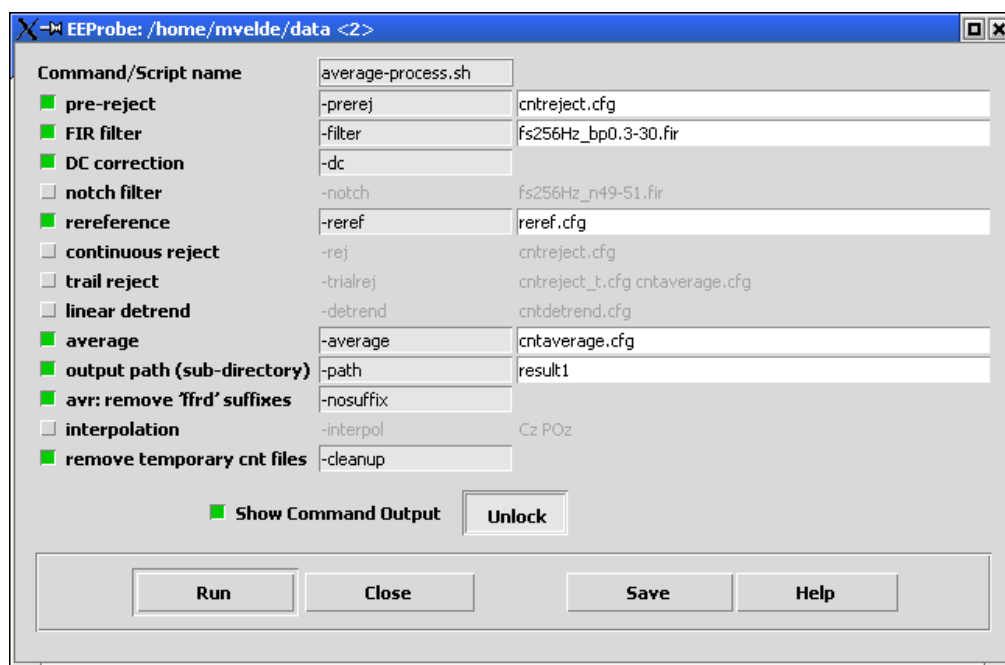 EEProbe: /home/mvelde/data <2>
Command/Script name average-process.sh
pre-reject -prerej cntreject.cfg
FIR filter -filter fs256Hz_bp0.3-30.fir
DC correction -dc
notch filter -notch fs256Hz_n49-51.fir
rereference -reref reref.cfg
continuous reject -rej cntreject.cfg
trail reject -trialrej cntreject_t.cfg cntaverage.cfg
linear detrend -detrend cntdetrend.cfg
average -average cntaverage.cfg
output path (sub-directory) -path result1
avr: remove 'ffrd' suffixes -nosuffix
interpolation -interpol Cz POz
remove temporary cnt files -cleanup
Show Command Output Unlock
Run Close Save Help